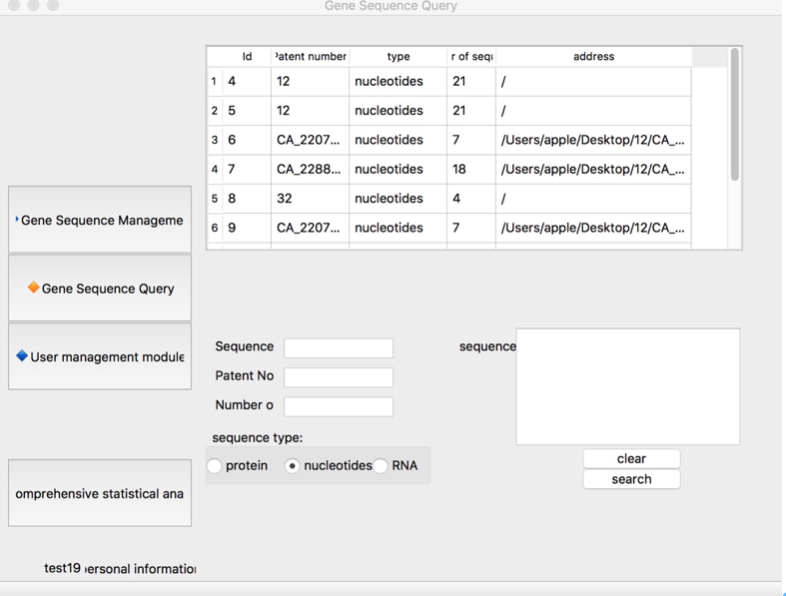 Gene Sequence Query
Id Patent number type r of sequ address
1 4 12 nucleotides 21 /
2 5 12 nucleotides 21 /
3 6 CA_2207... nucleotides 7 /Users/apple/Desktop/12/CA_...
4 7 CA_2288... nucleotides 18 /Users/apple/Desktop/12/CA_...
5 8 32 nucleotides 4 /
6 9 CA_2207... nucleotides 7 /Users/apple/Desktop/12/CA_...
Gene Sequence Manageme
Gene Sequence Query
User management module
omprehensive statistical ana
test19 ersonal information
Sequence
Patent No
Number o
sequence type:
protein nucleotides RNA
sequence
clear
search